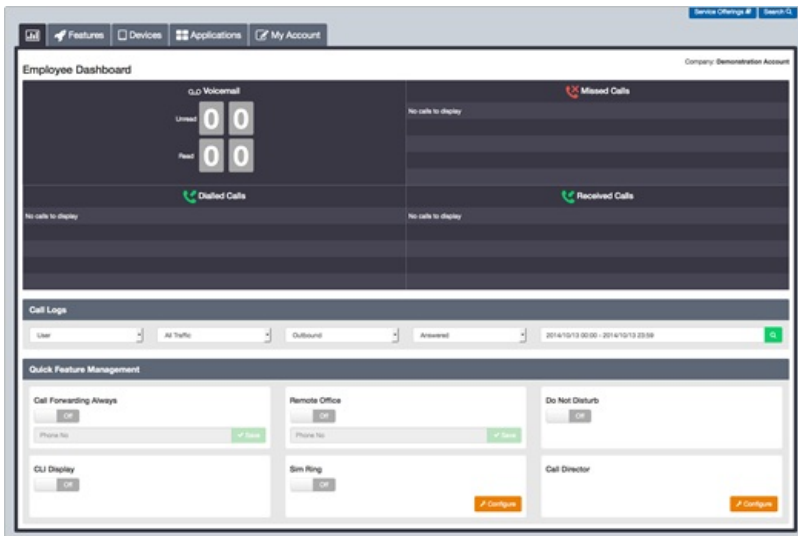 Service Offerings
Search
Features
Devices
Applications
My Account
Employee Dashboard
Company: Demonstration Account
Voicemail
Unread 0 0
Read 0 0
Missed Calls
No calls to display
Dialled Calls
No calls to display
Received Calls
No calls to display
Call Logs
User
All Traffic
Outbound
Answered
2014/10/13 00:00 - 2014/10/13 23:59
Quick Feature Management
Call Forwarding Always
Off
Phone No
Save
Remote Office
Off
Phone No
Save
Do Not Disturb
Off
CLI Display
Off
Sim Ring
Off
Configure
Call Director
Configure